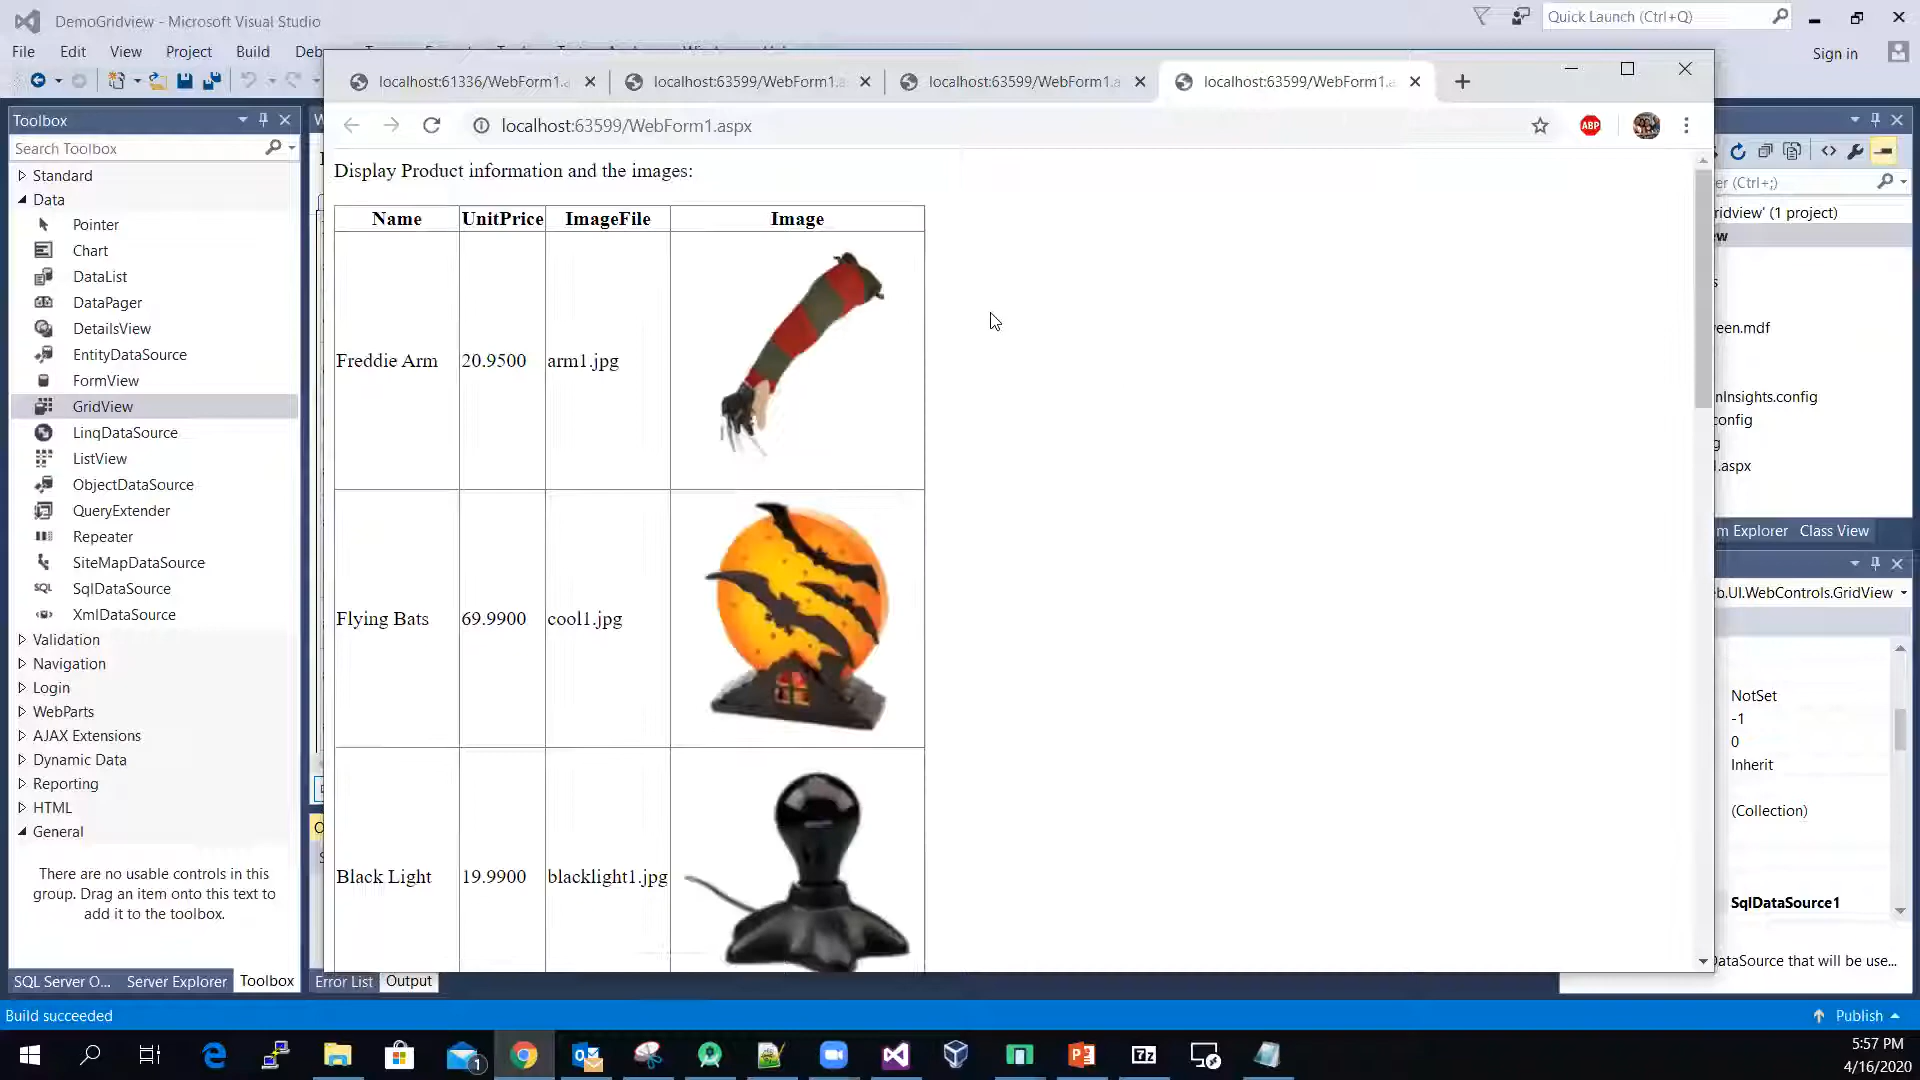 DemoGridview - Microsoft Visual Studio
Quick Launch (Ctrl+Q)
File Edit View Project Build Deb
Sign in
localhost:61336/WebForm1.a
localhost:63599/WebForm1.a
localhost:63599/WebForm1.a
localhost:63599/WebForm1.a
localhost:63599/WebForm1.aspx
ABP
Toolbox
Search Toolbox
Standard
Data
Pointer
Chart
DataList
DataPager
DetailsView
EntityDataSource
FormView
GridView
LinqDataSource
ListView
ObjectDataSource
QueryExtender
Repeater
SiteMapDataSource
SQL SqlDataSource
XmlDataSource
Validation
Navigation
Login
WebParts
AJAX Extensions
Dynamic Data
Reporting
HTML
General
There are no usable controls in this
group. Drag an item onto this text to
add it to the toolbox.
SQL Server O... Server Explorer Toolbox
Display Product information and the images:
Name UnitPrice ImageFile Image
Freddie Arm 20.9500 arm1.jpg
Flying Bats 69.9900 cool1.jpg
Black Light 19.9900 blacklight1.jpg
Error List Output
er (Ctrl+;)
ridview' (1 project)
w
s
een.mdf
nInsights.config
config
g
.aspx
m Explorer Class View
b.UI.WebControls.GridView
NotSet
-1
0
Inherit
(Collection)
SqlDataSource1
DataSource that will be use...
Build succeeded
Publish
1
7z
5:57 PM
4/16/2020